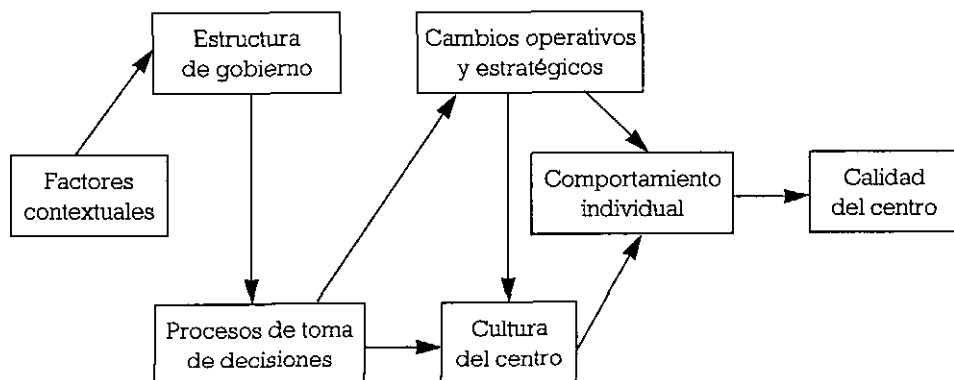 Estructura
de gobierno
Cambios operativos
y estratégicos
Factores
contextuales
Comportamiento
individual
Calidad
del centro
Procesos de toma
de decisiones
Cultura
del centro